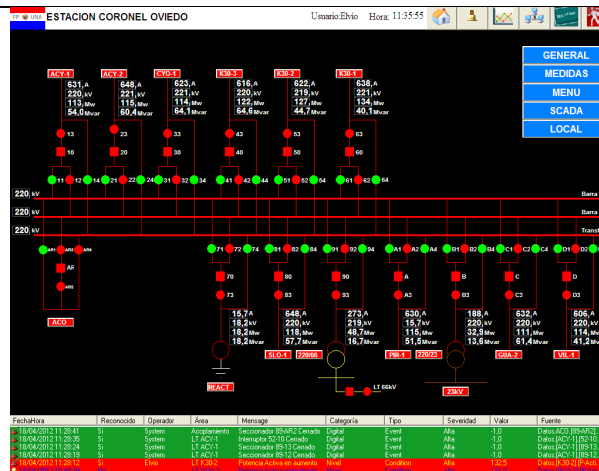 FP UNA ESTACION CORONEL OVIEDO Usuario:Elvio Hora: 11:35:55
GENERAL
MEDIDAS
MENU
SCADA
LOCAL
ACY-1 ACY-2 CYO-1 K30-3 K30-2 K30-1
631,A 648,A 623,A 616,A 622,A 638,A
220,kV 221,kV 221,kV 220,kV 219,kV 221,kV
113,Mw 115,Mw 114,Mw 122,Mw 127,Mw 134,Mw
54,0Mvar 60,4Mvar 64,1Mvar 64,6Mvar 44,7Mvar 40,1Mvar
13 23 33 43 53 63
10 20 30 40 50 60
11 12 14 21 22 24 31 32 34 41 42 44 51 52 54 61 62 64
220, kV Barra
220, kV Barra
220, kV Transf
AR1 AR2 AR4 71 72 74 81 82 84 91 92 94 A1 A2 A4 B1 B2 B4 C1 C2 C4 D1 D2
70 80 90 A B C D
73 83 93 A3 B3 C3 D3
ACO
15,7A 648,A 273,A 630,A 188,A 632,A 606,A
18,2kV 220,kV 219,kV 15,7kV 220,kV 220,kV 220,kV
18,2Mw 118,Mw 48,7Mw 115,Mw 32,9Mw 111,Mw 114,Mw
18,2Mvar 57,7Mvar 16,7Mvar 51,5Mvar 13,6Mvar 61,4Mvar 41,2Mv
SLO-1 220/66 PIR-1 220/23 GUA-2 VIL-1
REACT LT 66kV 23kV
FechaHora Reconocido Operador Área Mensage Categoría Tipo Severidad Valor Fuente
18/04/2012 11:28:41 Si System Acoplamiento Seccionador 89-AR2 Cerrado Digital Event Alta -1,0 Datos:ACO.[89-AR2].
18/04/2012 11:28:35 Si System LT ACY-1 Interruptor 52-10 Cerrado Digital Event Alta -1,0 Datos:[ACY-1].[52-10.
18/04/2012 11:28:24 Si System LT ACY-1 Seccionador 89-13 Cerrado Digital Event Alta -1,0 Datos:[ACY-1].[89-13.
18/04/2012 11:28:19 Si System LT ACY-1 Seccionador 89-12 Cerrado Digital Event Alta -1,0 Datos:[ACY-1].[89-12.
18/04/2012 11:28:12 Si Elvio LT K30-2 Potencia Activa en aumento Nivel Condition Alta 132,5